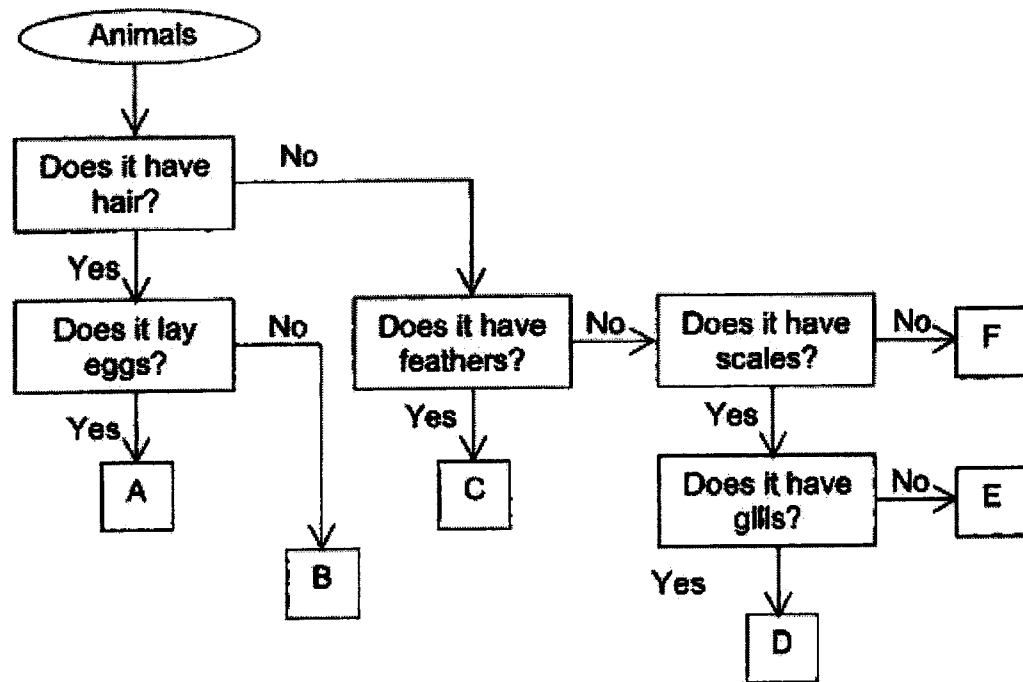 Animals
Does it have
hair?
No
Yes
Does it lay
eggs?
No
Yes
A
B
Does it have
feathers?
No
Yes
C
Does it have
scales?
No
F
Yes
Does it have
gills?
No
E
Yes
D